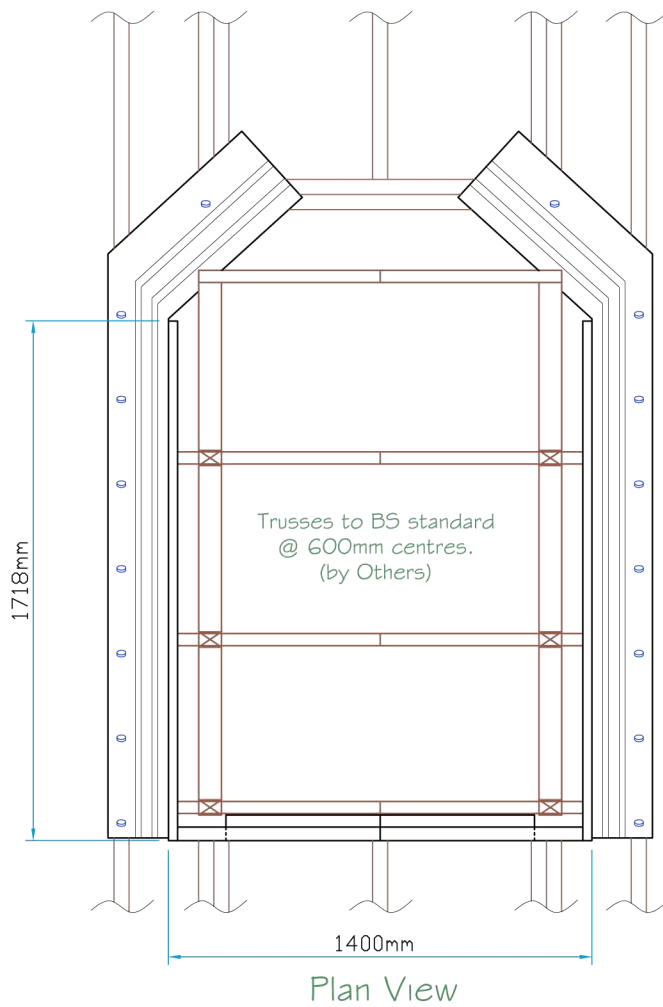 Trusses to BS standard
@ 600mm centres.
(by Others)
1718mm
1400mm
Plan View